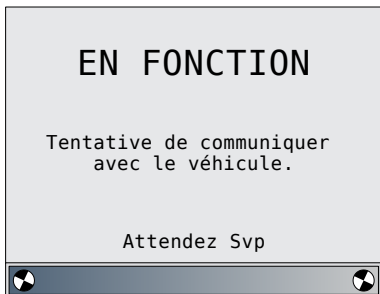 EN FONCTION
Tentative de communiquer
avec le véhicule.
Attendez Svp